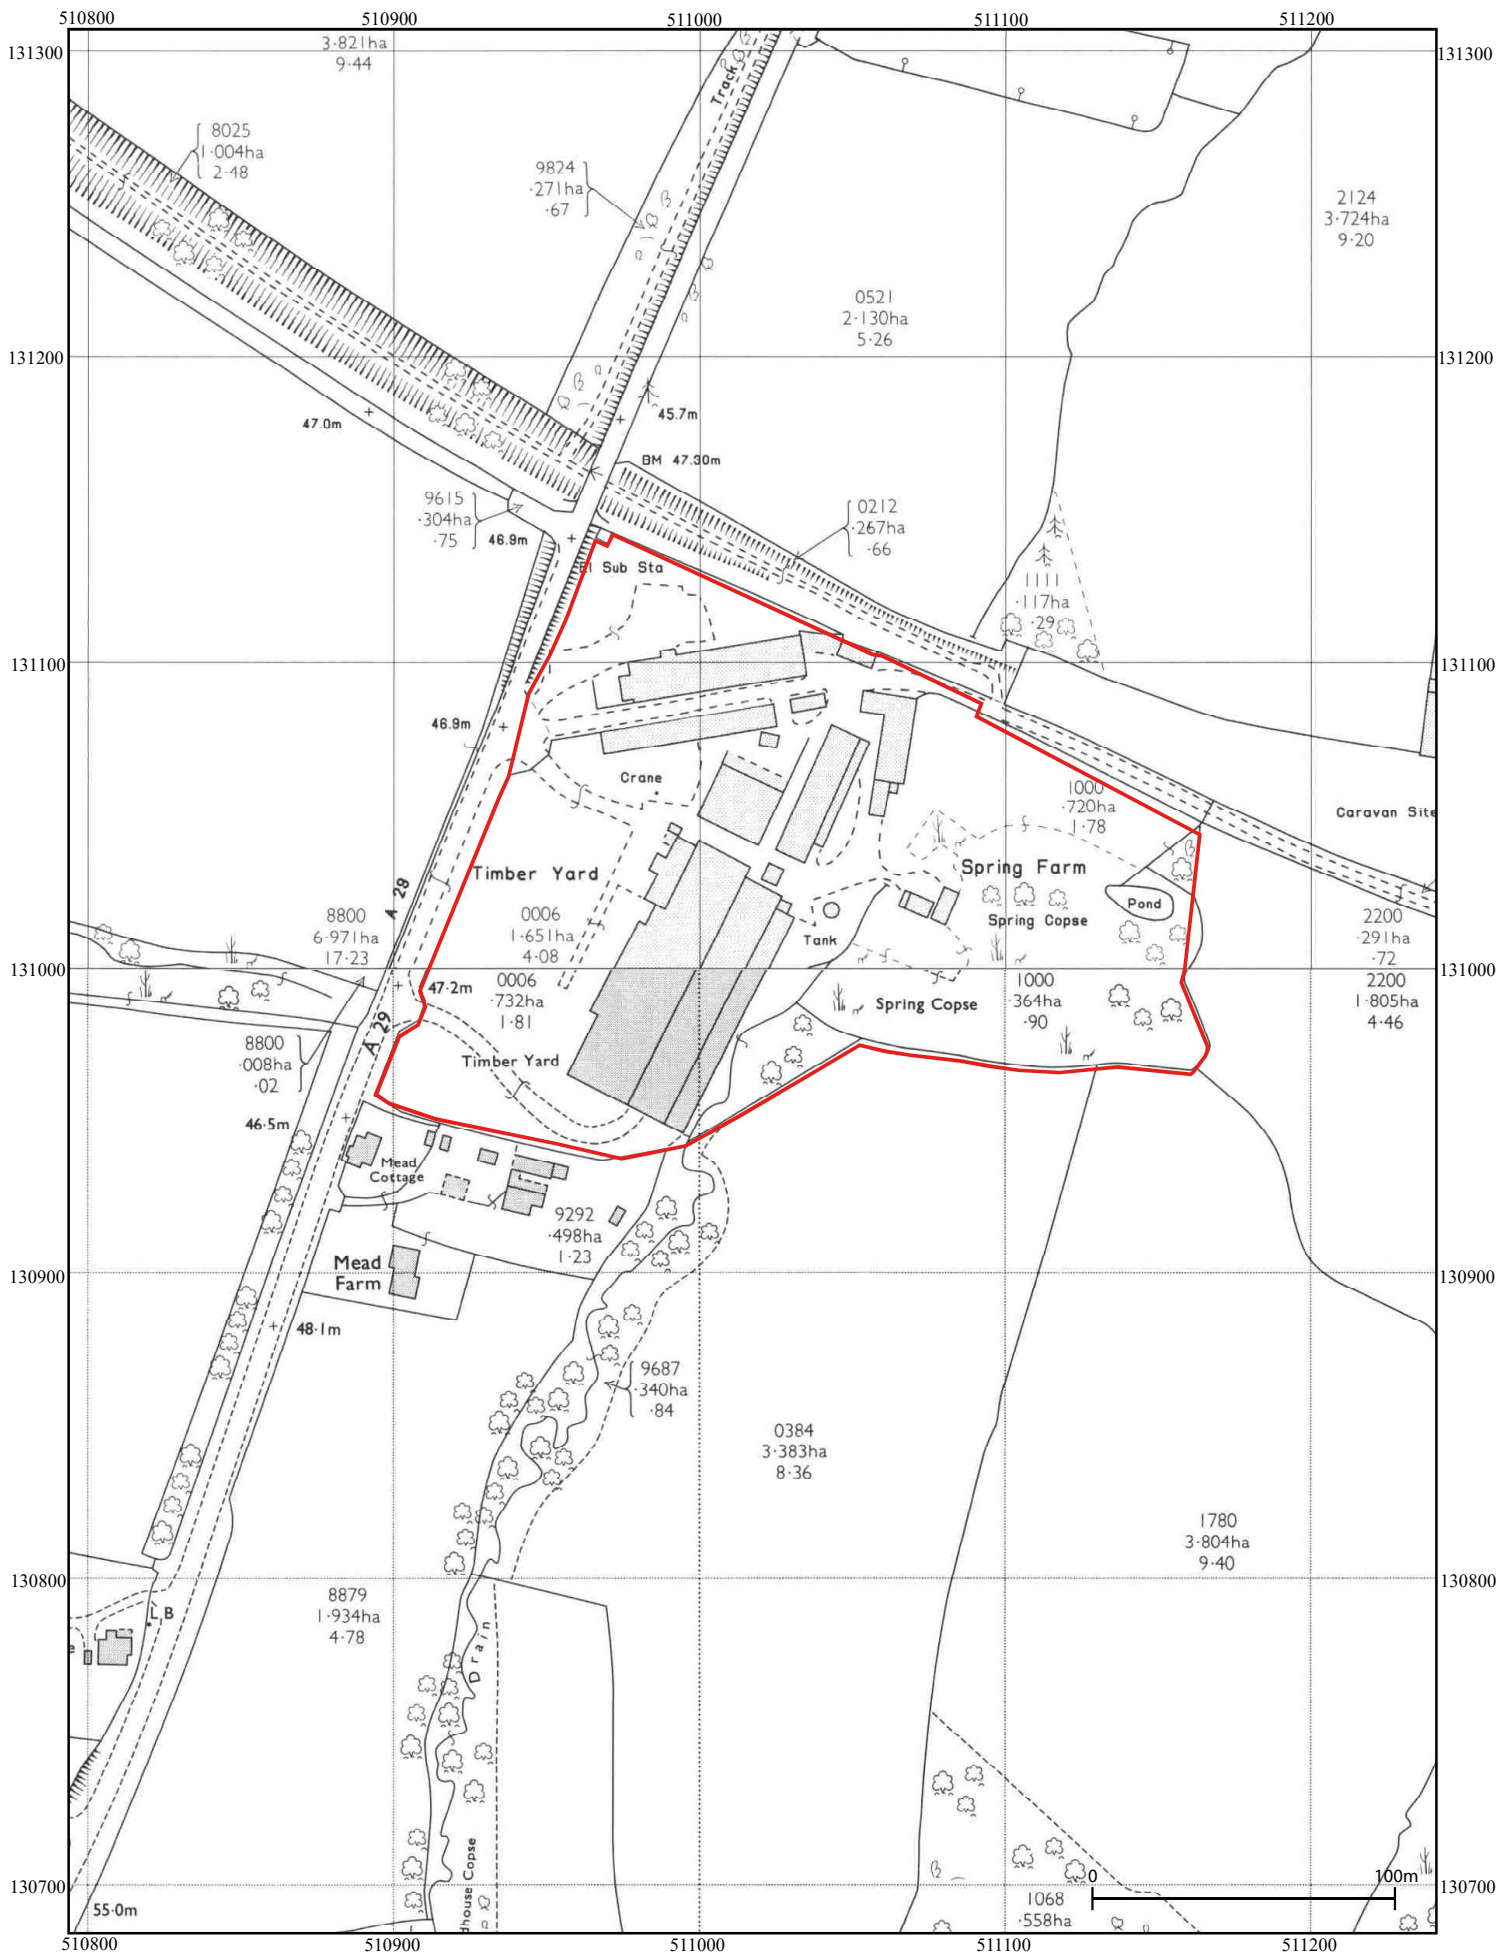 510800
510900
511000
511100
511200
131300
131300
3·821ha
9·44
Track
8025
1·004ha
2·48
9824
·271ha
·67
2124
3·724ha
9·20
0521
2·130ha
5·26
131200
131200
47.0m
45.7m
BM 47.30m
9615
·304ha
·75
46.9m
0212
·267ha
·66
El Sub Sta
1111
·117ha
·29
131100
131100
46.9m
Crane
1000
·720ha
1·78
Caravan Site
Timber Yard
Spring Farm
A 28
Pond
8800
6·971ha
17·23
0006
1·651ha
4·08
Spring Copse
Tank
2200
·291ha
·72
131000
131000
47·2m
0006
·732ha
1·81
Spring Copse
1000
·364ha
·90
2200
1·805ha
4·46
A 29
8800
·008ha
·02
Timber Yard
46·5m
Mead
Cottage
9292
·498ha
1·23
Mead
Farm
130900
130900
48·1m
9687
·340ha
·84
0384
3·383ha
8·36
1780
3·804ha
9·40
130800
130800
8879
1·934ha
4·78
L B
e
Drain
dhouse Copse
0
100m
130700
130700
1068
·558ha
55·0m
510800
510900
511000
511100
511200